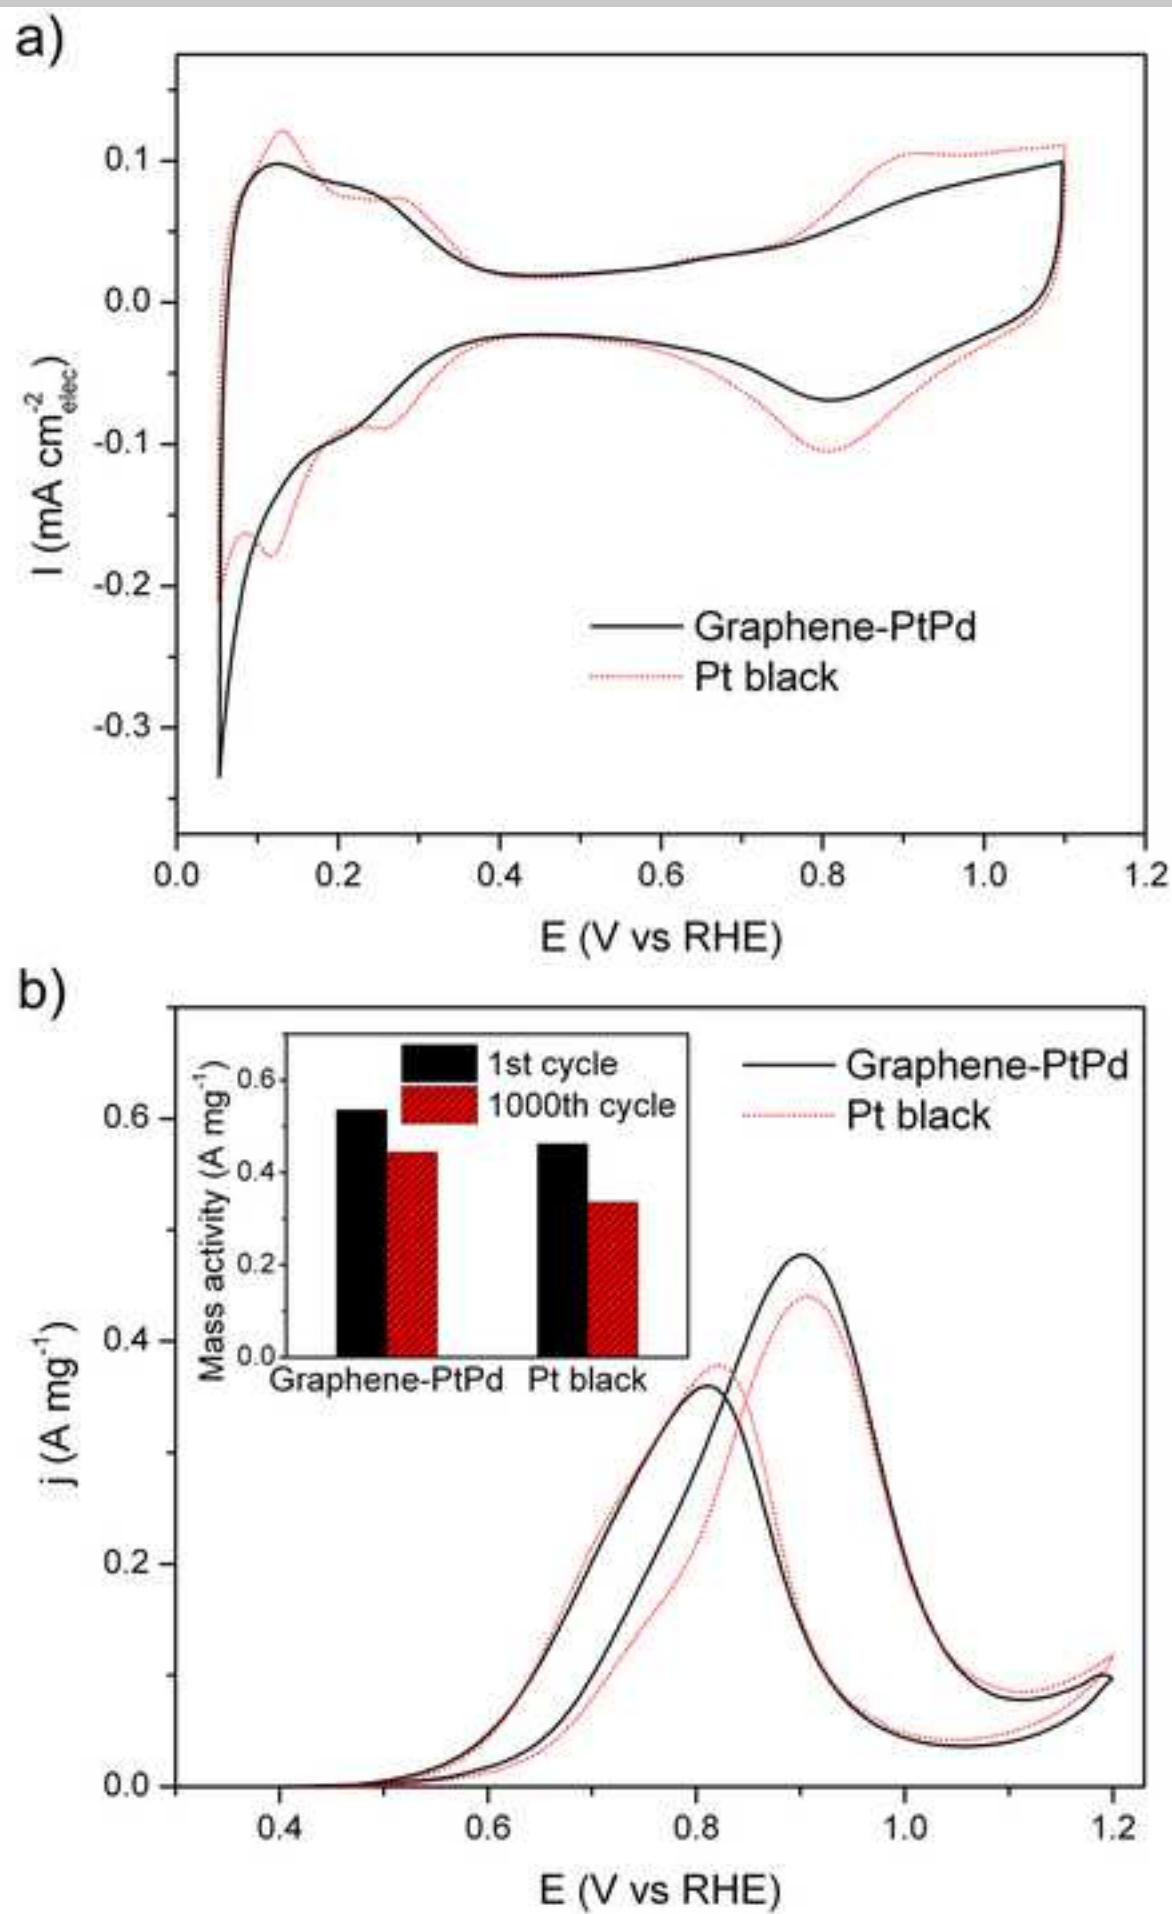 a)
0.1
0.0
-0.1
-0.2
-0.3
I (mA cm⁻²elec)
Graphene-PtPd
Pt black
0.0 0.2 0.4 0.6 0.8 1.0 1.2
E (V vs RHE)
b)
0.6
0.4
0.2
0.0
j (A mg⁻¹)
Mass activity (A mg⁻¹)
0.6
0.4
0.2
0.0
1st cycle
1000th cycle
Graphene-PtPd Pt black
Graphene-PtPd
Pt black
0.4 0.6 0.8 1.0 1.2
E (V vs RHE)